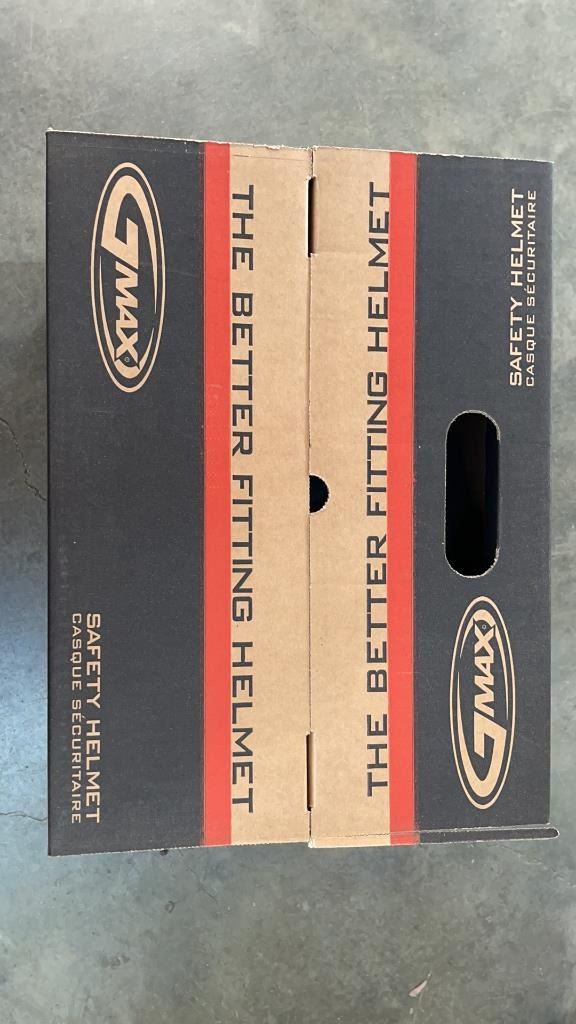 GMAX
THE BETTER FITTING HELMET
SAFETY HELMET
CASQUE SÉCURITAIRE
THE BETTER FITTING HELMET
SAFETY HELMET
CASQUE SÉCURITAIRE
GMAX